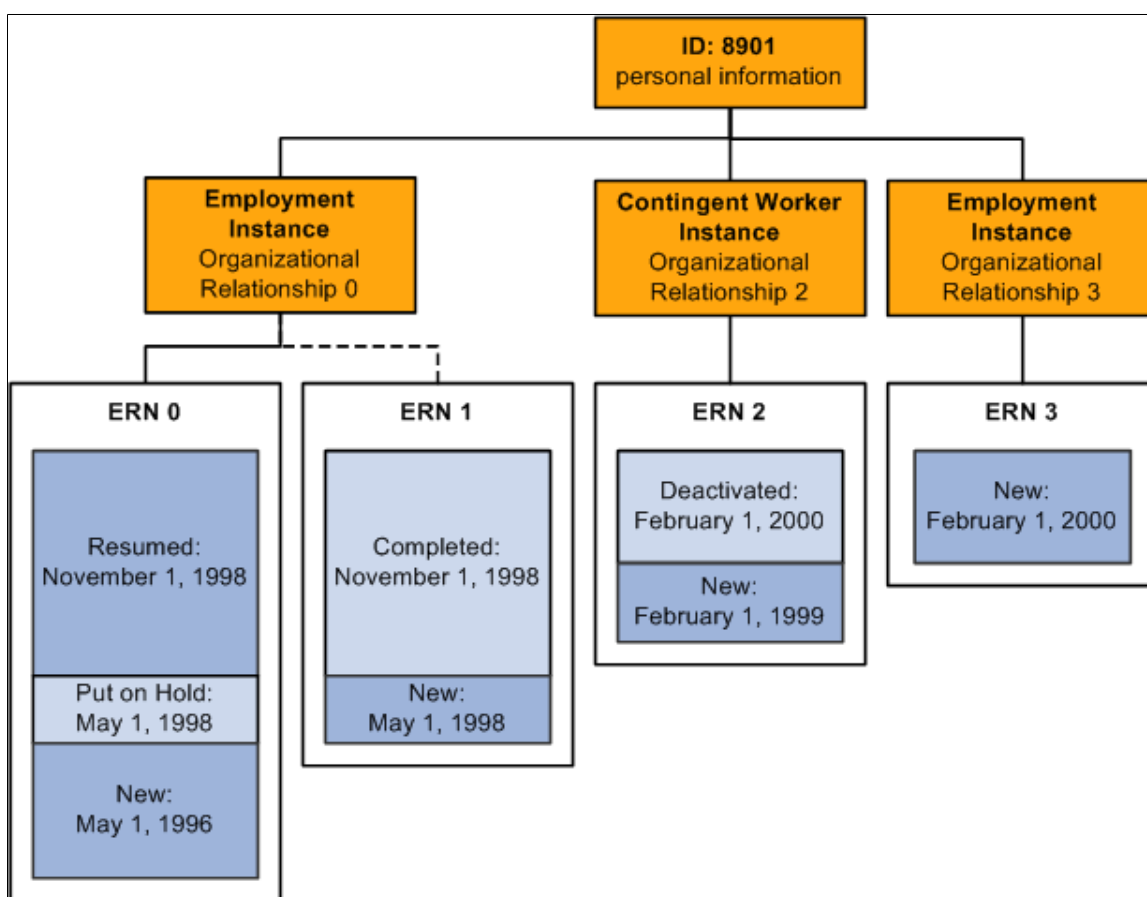 ID: 8901
personal information
Employment
Instance
Organizational
Relationship 0
Contingent Worker
Instance
Organizational
Relationship 2
Employment
Instance
Organizational
Relationship 3
ERN 0
Resumed:
November 1, 1998
Put on Hold:
May 1, 1998
New:
May 1, 1996
ERN 1
Completed:
November 1, 1998
New:
May 1, 1998
ERN 2
Deactivated:
February 1, 2000
New:
February 1, 1999
ERN 3
New:
February 1, 2000